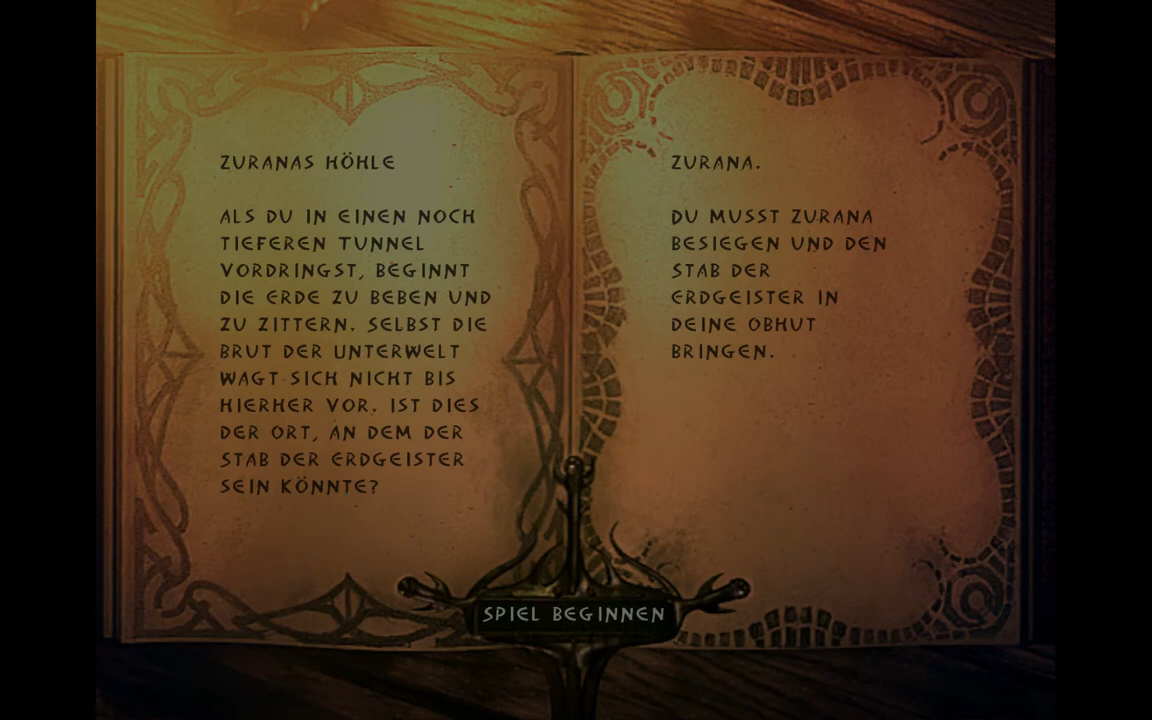 ZURANAS HÖHLE
ALS DU IN EINEN NOCH
TIEFEREN TUNNEL
VORDRINGST, BEGINNT
DIE ERDE ZU BEBEN UND
ZU ZITTERN. SELBST DIE
BRUT DER UNTERWELT
WAGT SICH NICHT BIS
HIERHER VOR. IST DIES
DER ORT, AN DEM DER
STAB DER ERDGEISTER
SEIN KÖNNTE?
ZURANA.
DU MUSST ZURANA
BESIEGEN UND DEN
STAB DER
ERDGEISTER IN
DEINE OBHUT
BRINGEN.
SPIEL BEGINNEN